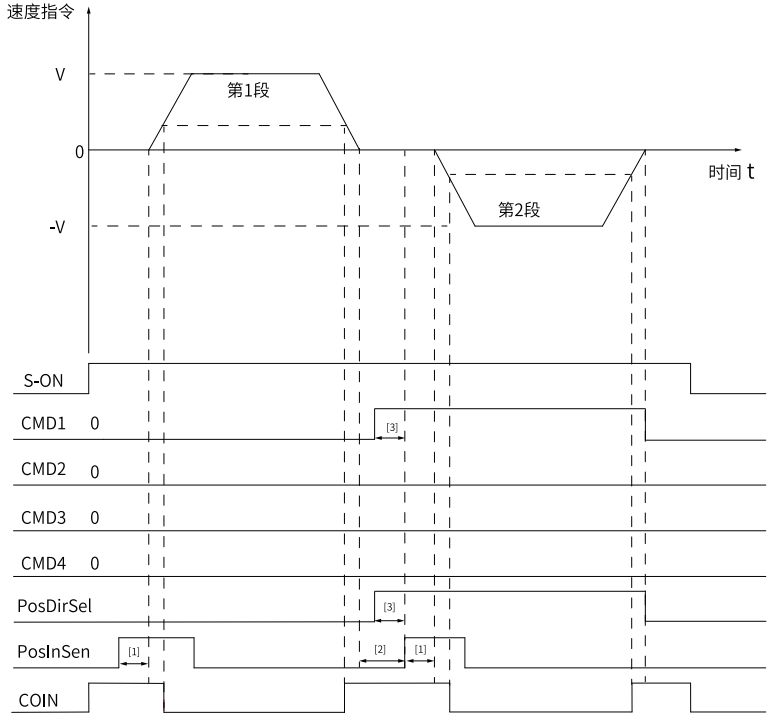 速度指令
V
第1段
0
时间 t
第2段
-V
S-ON
CMD1 0
[3]
CMD2 0
CMD3 0
CMD4 0
PosDirSel
[3]
PosInSen
[1]
[2]
[1]
COIN